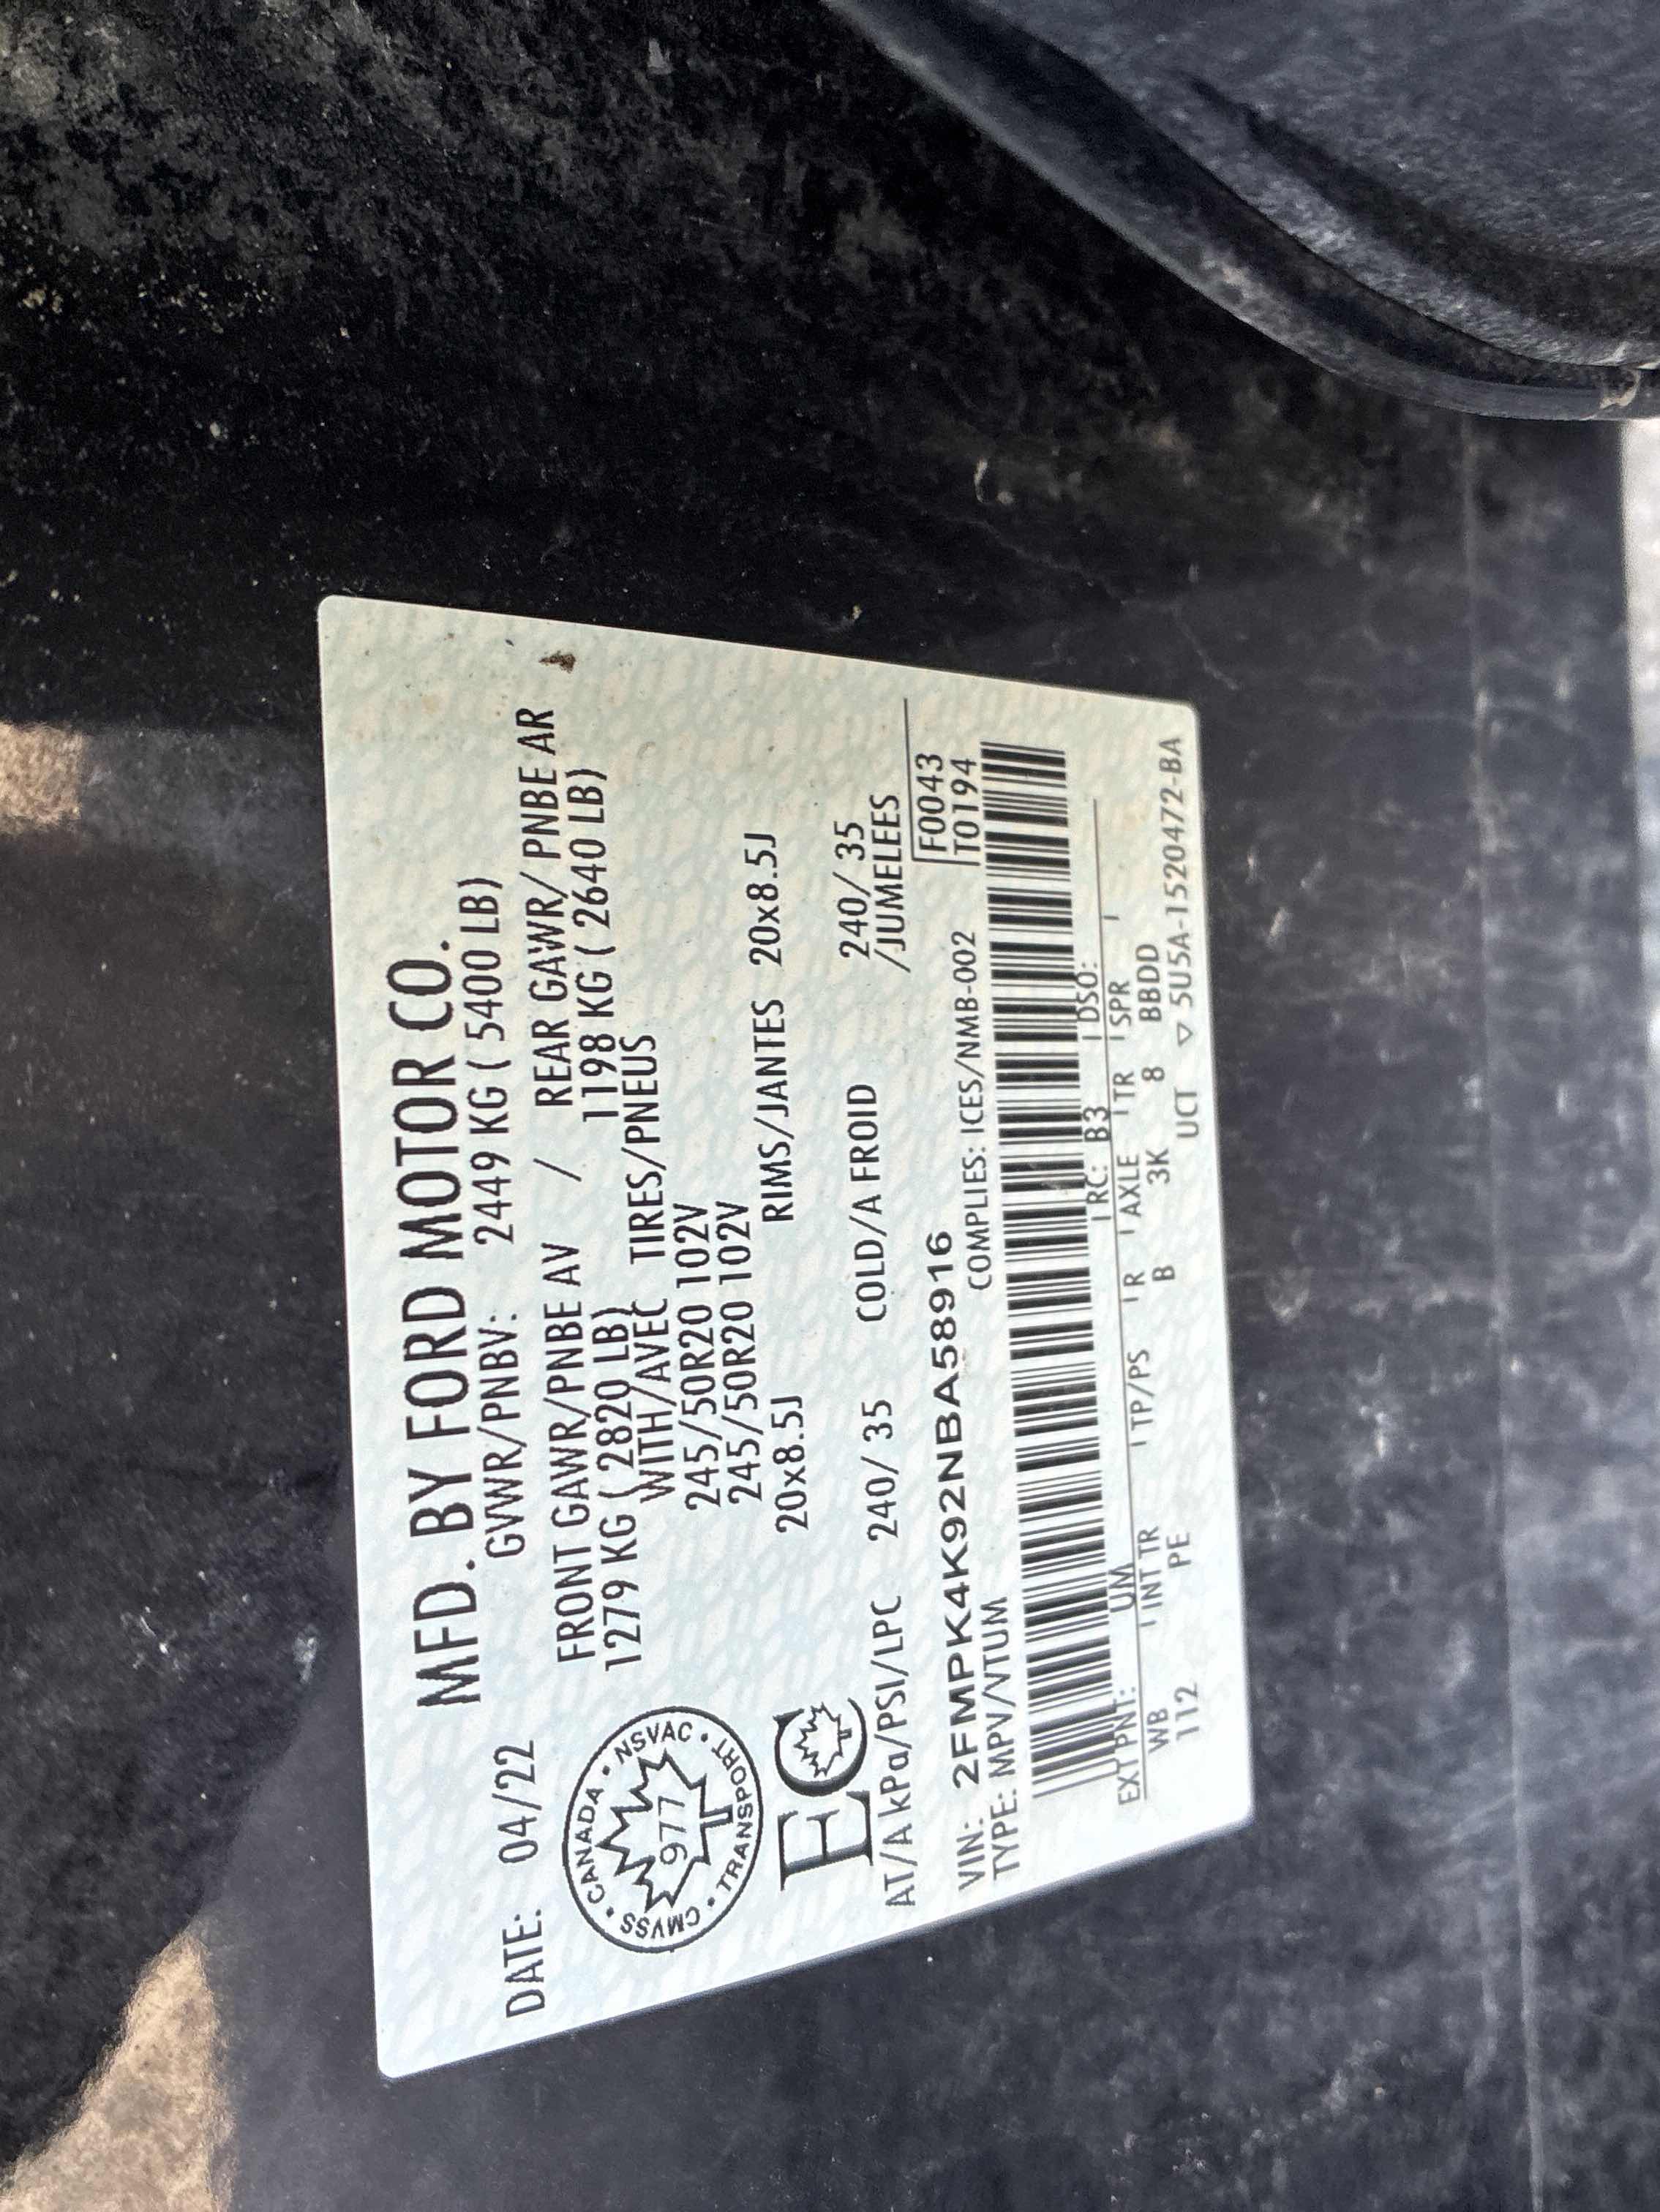 MFD. BY FORD MOTOR CO.
DATE: 04/22 GVWR/PNBV: 2449 KG ( 5400 LB)
FRONT GAWR/PNBE AV / REAR GAWR/ PNBE AR
1279 KG ( 2820 LB) 1198 KG ( 2640 LB)
WITH/AVEC TIRES/PNEUS
245/50R20 102V
245/50R20 102V
20x8.5J RIMS/JANTES 20x8.5J
CANADA • NSVAC • TRANSPORT • CMVSS •
977
EC
AT/A kPa/PSI/LPC 240/ 35 COLD/A FROID 240/ 35
/JUMELEES
VIN: 2FMPK4K92NBA58916 F0043
TYPE: MPV/VTUM COMPLIES: ICES/NMB-002 T0194
EXT PNT: UM RC: B3 DSO:
WB INT TR TP/PS R AXLE TR SPR
112 PE B 3K 8 BBDD
UCT ▽ 5U5A-1520472-BA